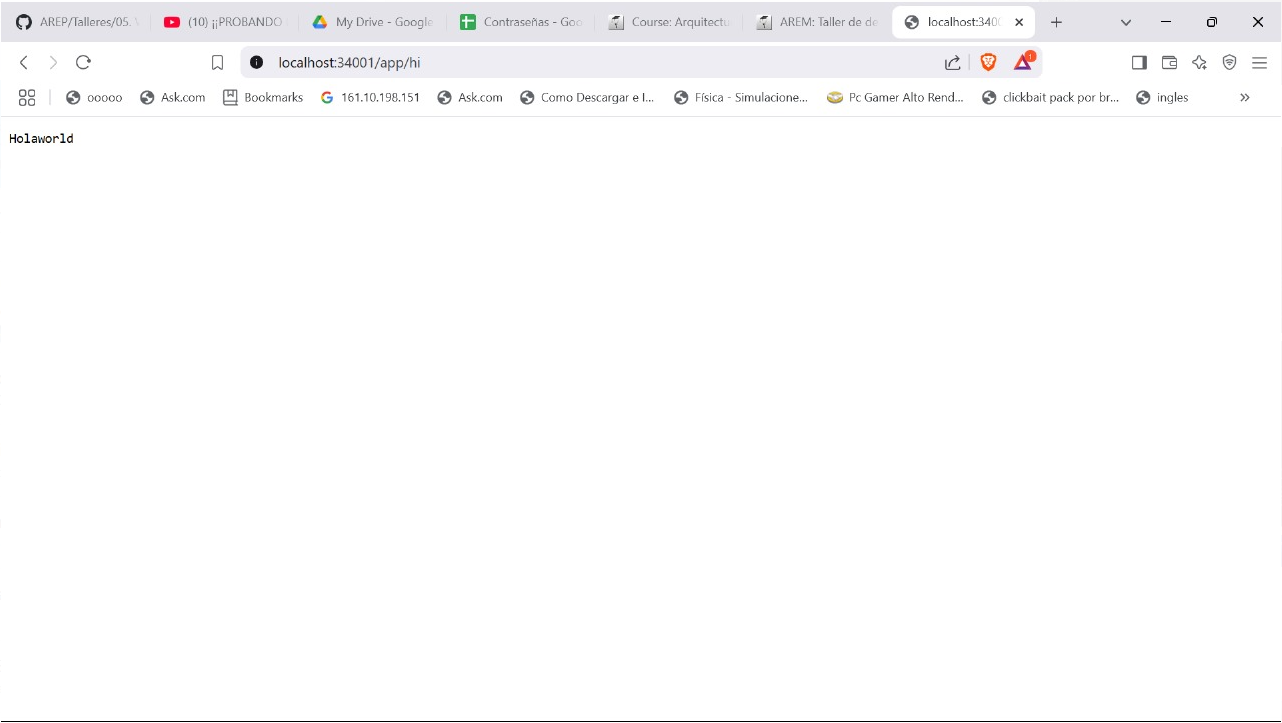 AREP/Talleres/05. (10) ¡¡PROBANDO My Drive - Google Contraseñas - Goo Course: Arquitectu AREM: Taller de de localhost:3400
localhost:34001/app/hi 1
ooooo Ask.com Bookmarks 161.10.198.151 Ask.com Como Descargar e I... Física - Simulacione... Pc Gamer Alto Rend... clickbait pack por br... ingles »
Holaworld